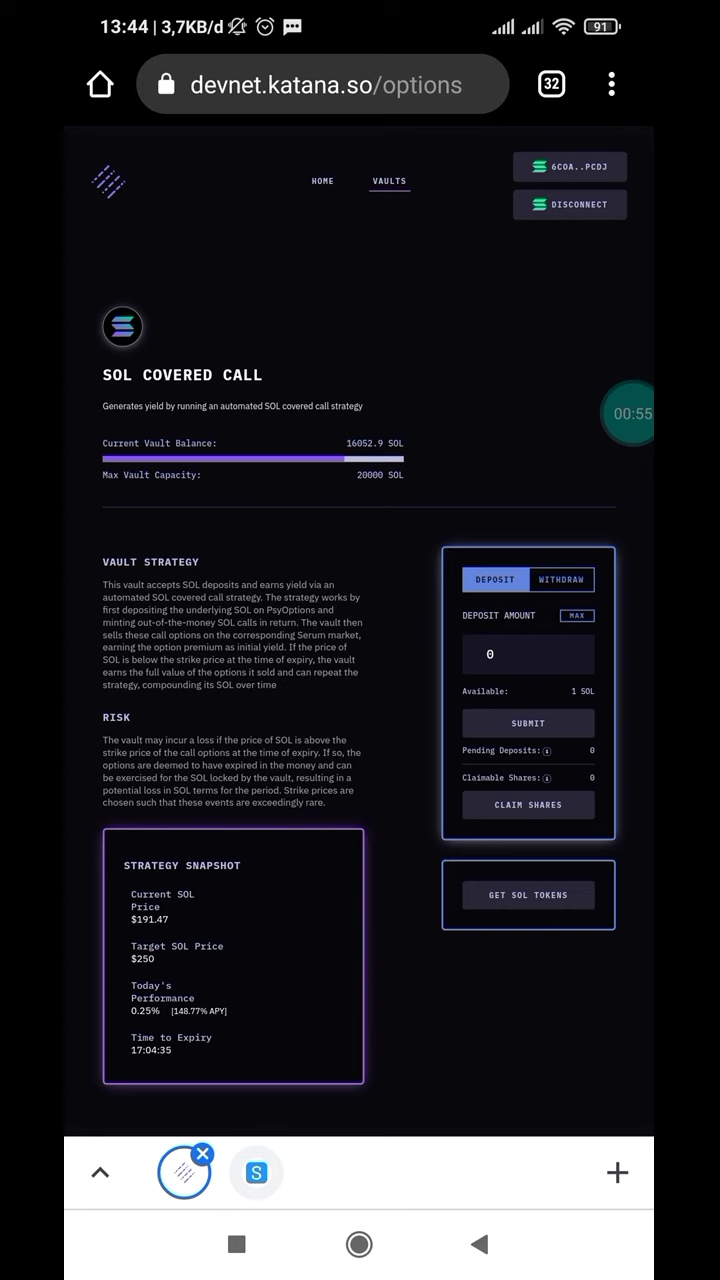 13:44 | 3,7KB/d
91
devnet.katana.so/options
32
HOME
VAULTS
6COA..PCDJ
DISCONNECT
SOL COVERED CALL
Generates yield by running an automated SOL covered call strategy
00:55
Current Vault Balance: 16052.9 SOL
Max Vault Capacity: 20000 SOL
VAULT STRATEGY
This vault accepts SOL deposits and earns yield via an
automated SOL covered call strategy. The strategy works by
first depositing the underlying SOL on PsyOptions and
minting out-of-the-money SOL calls in return. The vault then
sells these call options on the corresponding Serum market,
earning the option premium as initial yield. If the price of
SOL is below the strike price at the time of expiry, the vault
earns the full value of the options it sold and can repeat the
strategy, compounding its SOL over time
RISK
The vault may incur a loss if the price of SOL is above the
strike price of the call options at the time of expiry. If so, the
options are deemed to have expired in the money and can
be exercised for the SOL locked by the vault, resulting in a
potential loss in SOL terms for the period. Strike prices are
chosen such that these events are exceedingly rare.
STRATEGY SNAPSHOT
Current SOL
Price
$191.47
Target SOL Price
$250
Today's
Performance
0.25% [148.77% APY]
Time to Expiry
17:04:35
DEPOSIT
WITHDRAW
DEPOSIT AMOUNT
MAX
0
Available: 1 SOL
SUBMIT
Pending Deposits: 0
Claimable Shares: 0
CLAIM SHARES
GET SOL TOKENS
S